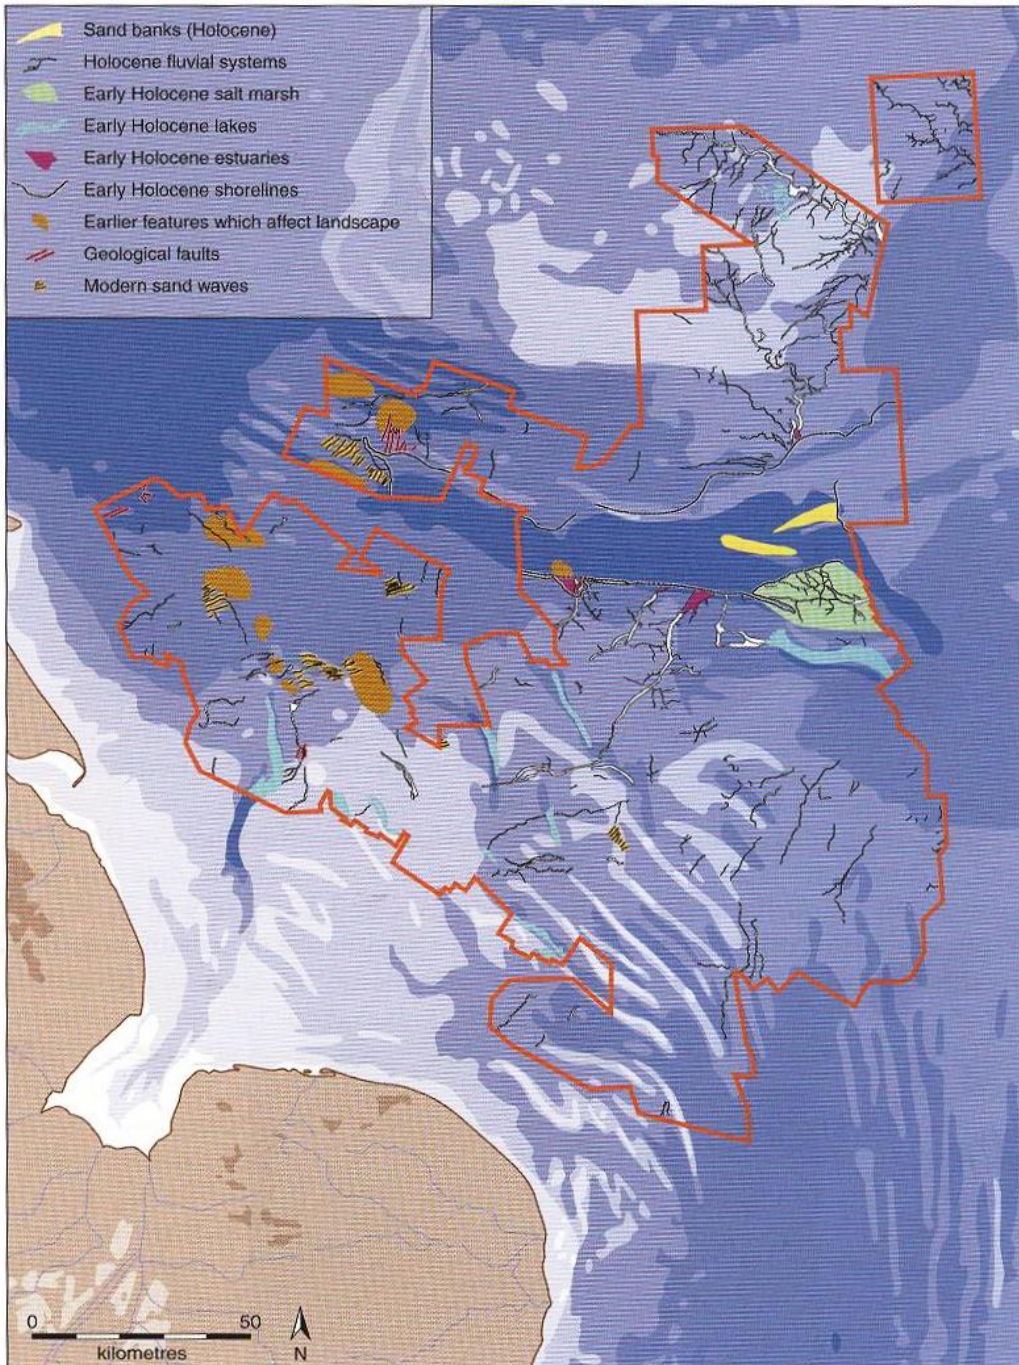 Sand banks (Holocene)
Holocene fluvial systems
Early Holocene salt marsh
Early Holocene lakes
Early Holocene estuaries
Early Holocene shorelines
Earlier features which affect landscape
Geological faults
Modern sand waves
0 50
kilometres
N